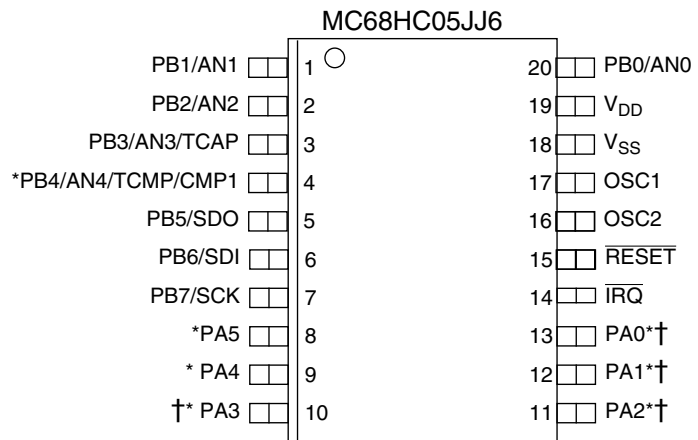 MC68HC05JJ6
PB1/AN1 1 20 PB0/AN0
PB2/AN2 2 19 VDD
PB3/AN3/TCAP 3 18 VSS
*PB4/AN4/TCMP/CMP1 4 17 OSC1
PB5/SDO 5 16 OSC2
PB6/SDI 6 15 RESET
PB7/SCK 7 14 IRQ
*PA5 8 13 PA0*†
* PA4 9 12 PA1*†
†* PA3 10 11 PA2*†